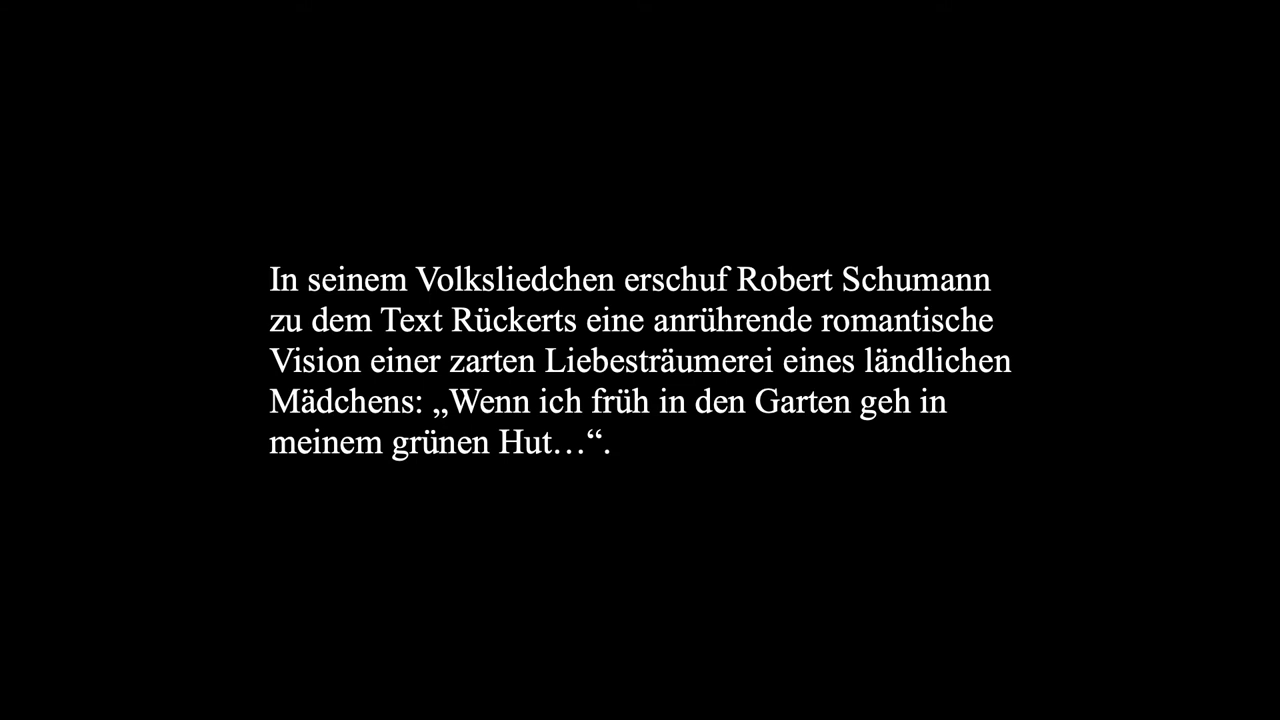 In seinem Volksliedchen erschuf Robert Schumann
zu dem Text Rückerts eine anrührende romantische
Vision einer zarten Liebesträumerei eines ländlichen
Mädchens: „Wenn ich früh in den Garten geh in
meinem grünen Hut…“.